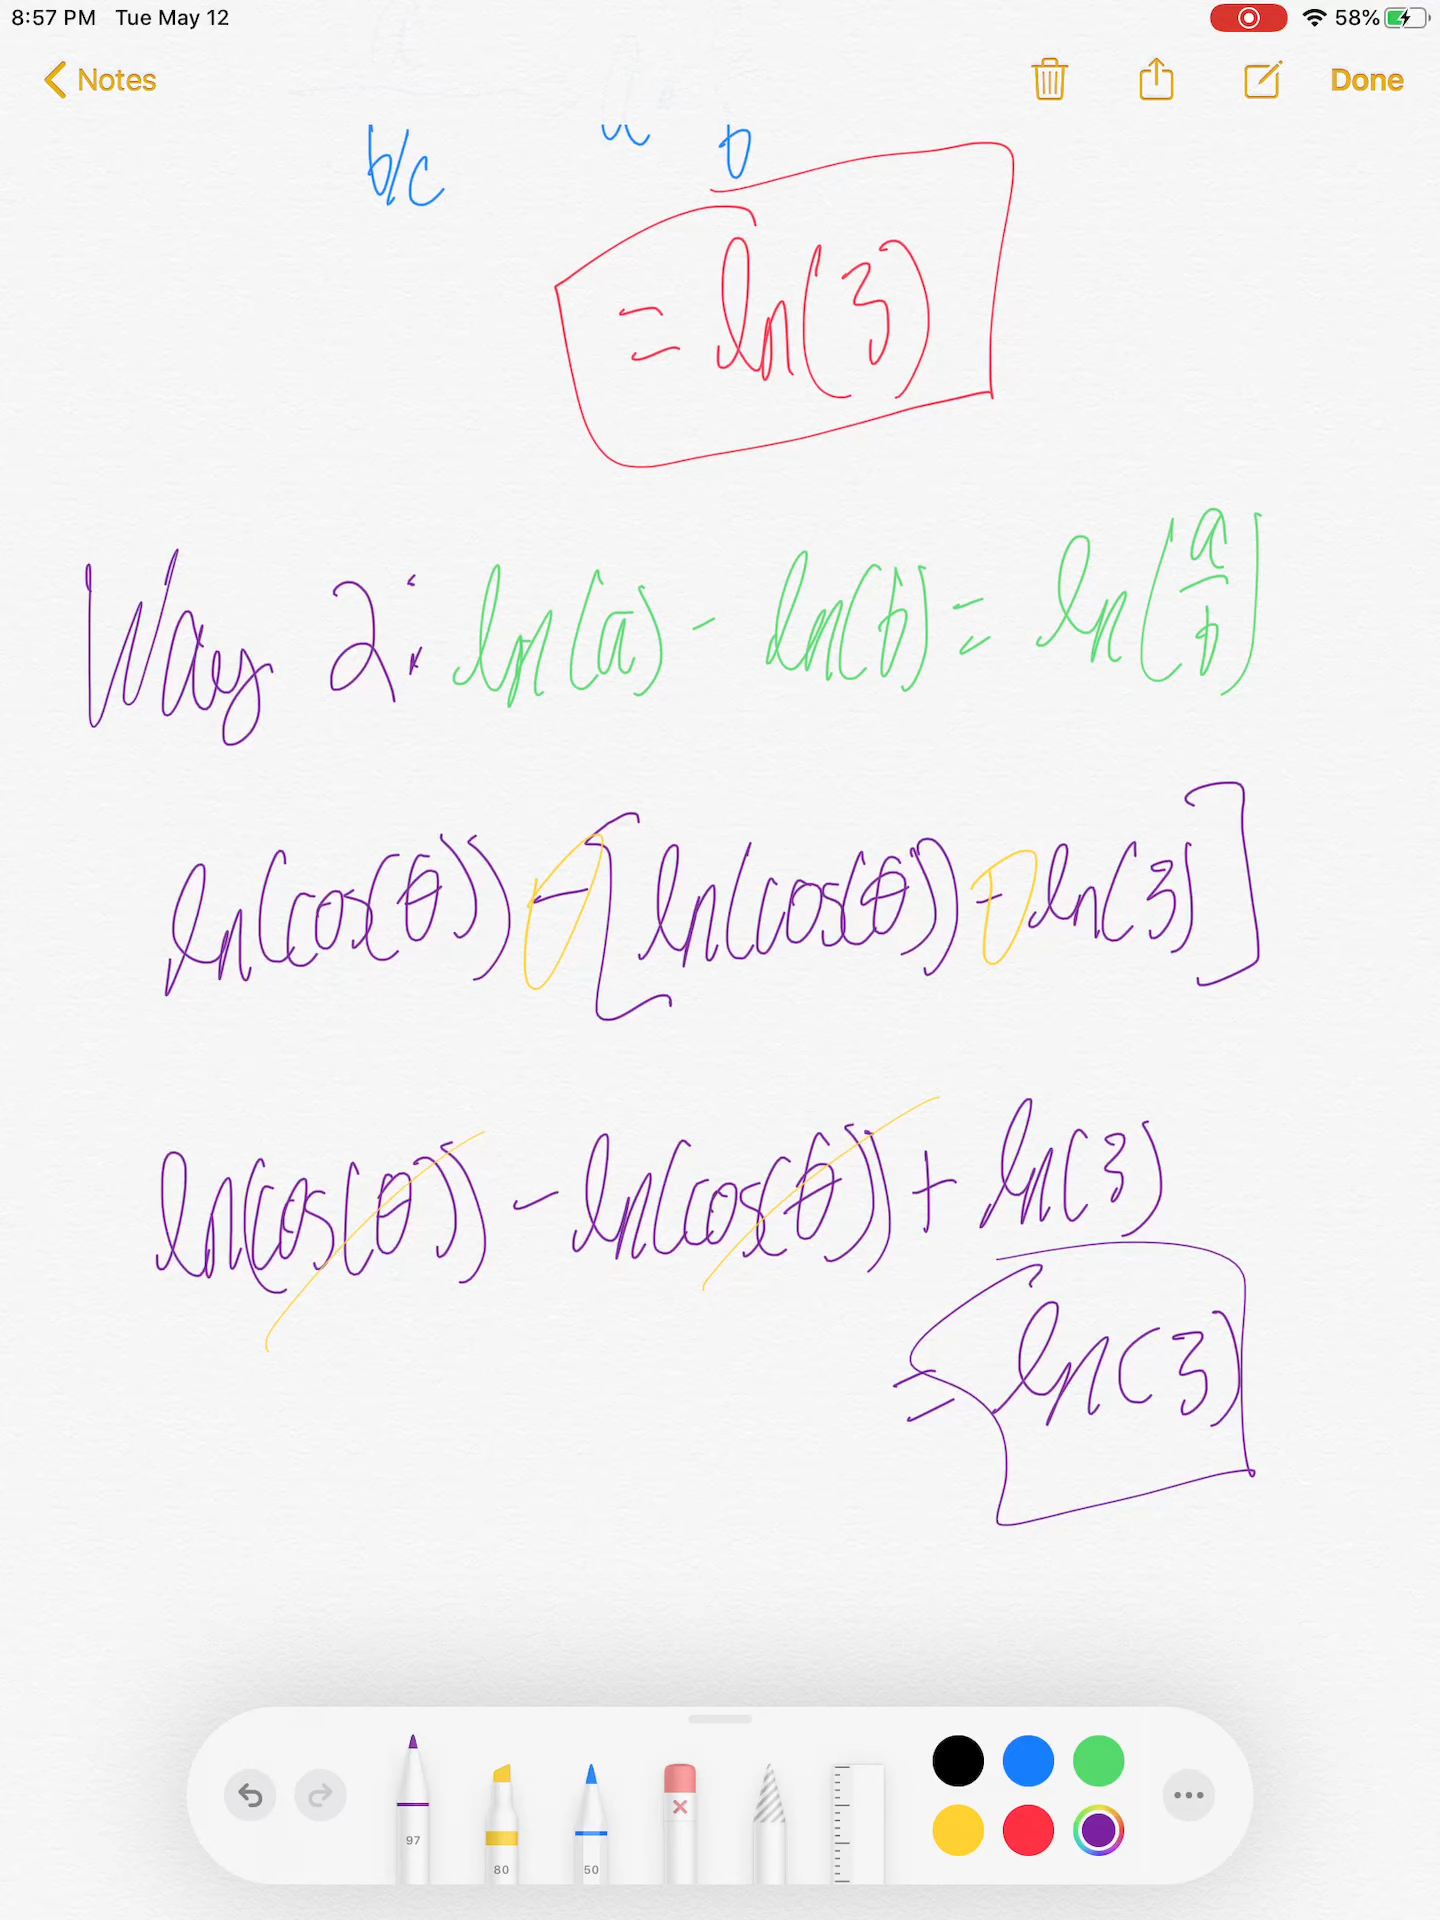 8:57 PM Tue May 12 58%
Notes Done
b/c b
= ln(3)
Way 2: ln(a) - ln(b) = ln(a/b)
ln(cos(θ)) - [ln(cos(θ)) - ln(3)]
ln(cos(θ)) - ln(cos(θ)) + ln(3)
= ln(3)
97 80 50